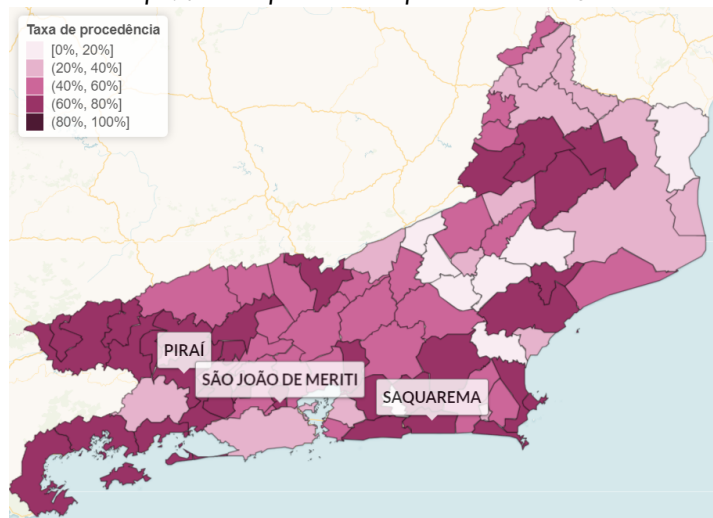 Taxa de procedência
[0%, 20%]
(20%, 40%]
(40%, 60%]
(60%, 80%]
(80%, 100%]
PIRAÍ
SÃO JOÃO DE MERITI
SAQUAREMA